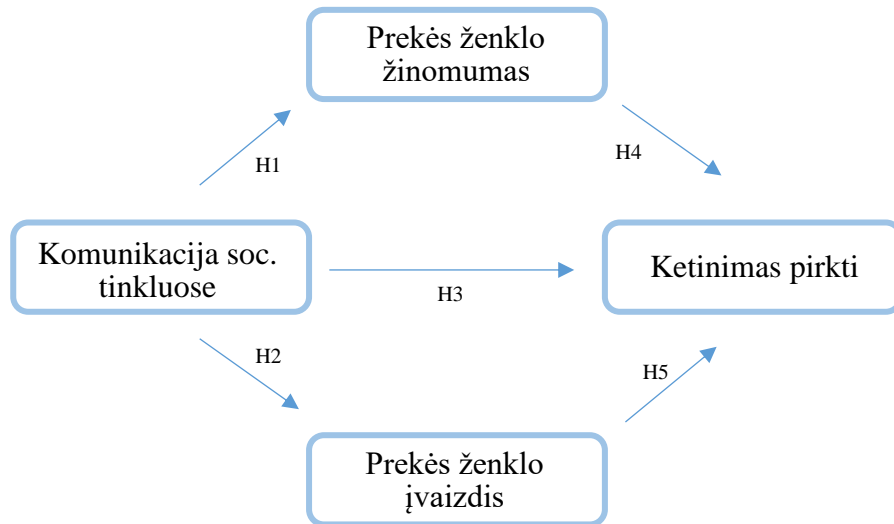 Prekės ženklo
žinomumas
H1
H4
Komunikacija soc.
tinkluose
H3
Ketinimas pirkti
H2
H5
Prekės ženklo
įvaizdis